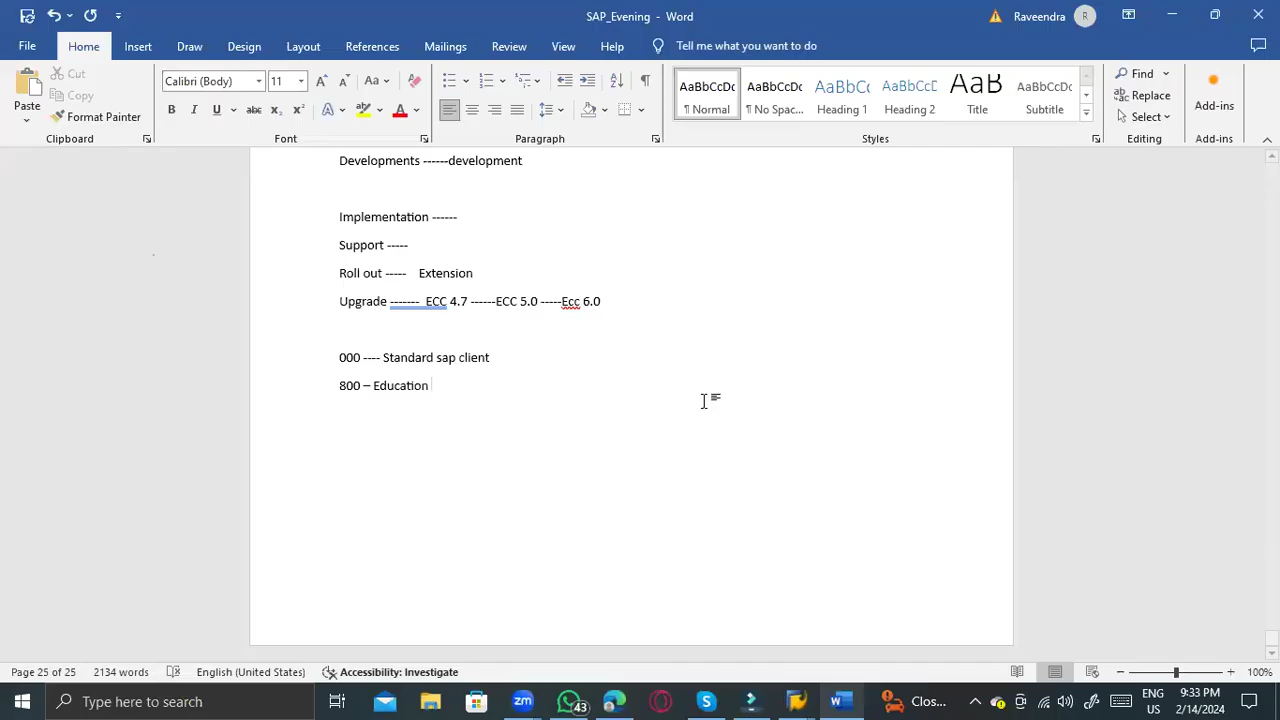 SAP_Evening - Word
Raveendra R
File Home Insert Draw Design Layout References Mailings Review View Help Tell me what you want to do
Paste
Cut
Copy
Format Painter
Clipboard
Calibri (Body) 11
Font
Paragraph
AaBbCcDc ¶ Normal
AaBbCcDc ¶ No Spac...
AaBbCc Heading 1
AaBbCcD Heading 2
AaB Title
AaBbCcD Subtitle
Styles
Find
Replace
Select
Editing
Add-ins
Add-ins
Developments ------development
Implementation ------
Support -----
Roll out ----- Extension
Upgrade ------- ECC 4.7 ------ECC 5.0 -----Ecc 6.0
000 ---- Standard sap client
800 – Education
Page 25 of 25 2134 words English (United States) Accessibility: Investigate 100%
Type here to search
zm
43
Clos...
ENG
US
9:33 PM
2/14/2024